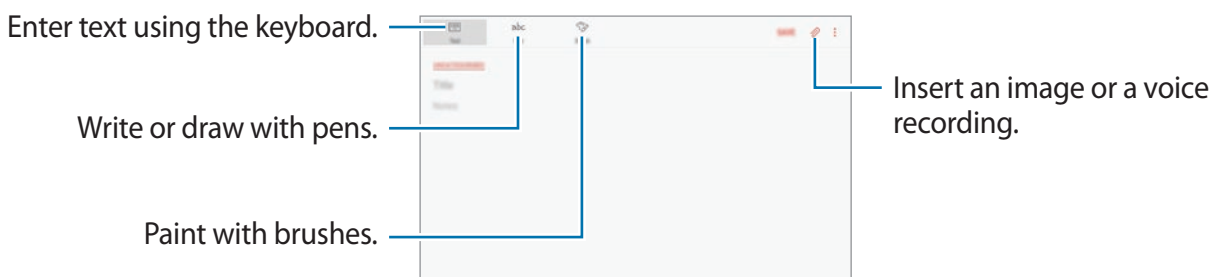 Enter text using the keyboard.
abc
Title
Notes
Write or draw with pens.
Insert an image or a voice
recording.
Paint with brushes.